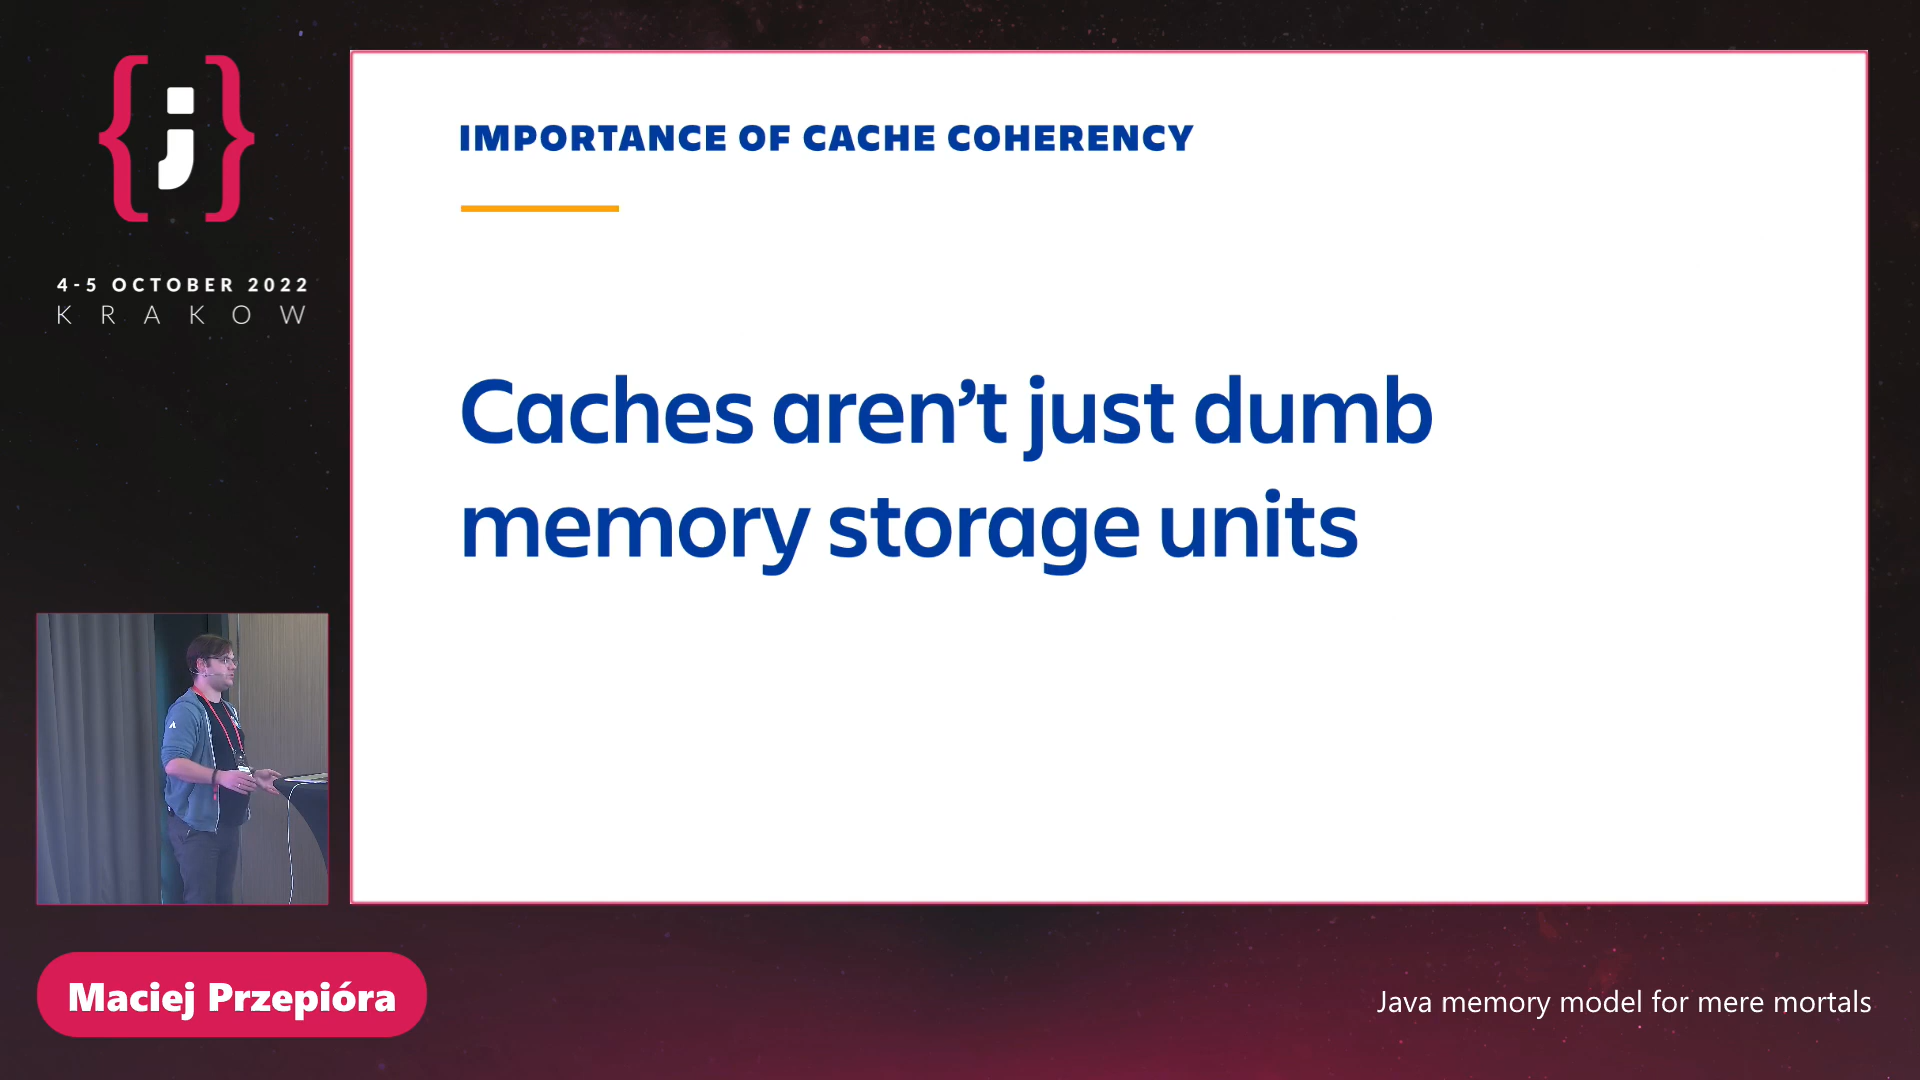 {j}
4-5 OCTOBER 2022
KRAKOW
IMPORTANCE OF CACHE COHERENCY
Caches aren’t just dumb
memory storage units
Maciej Przepióra
Java memory model for mere mortals